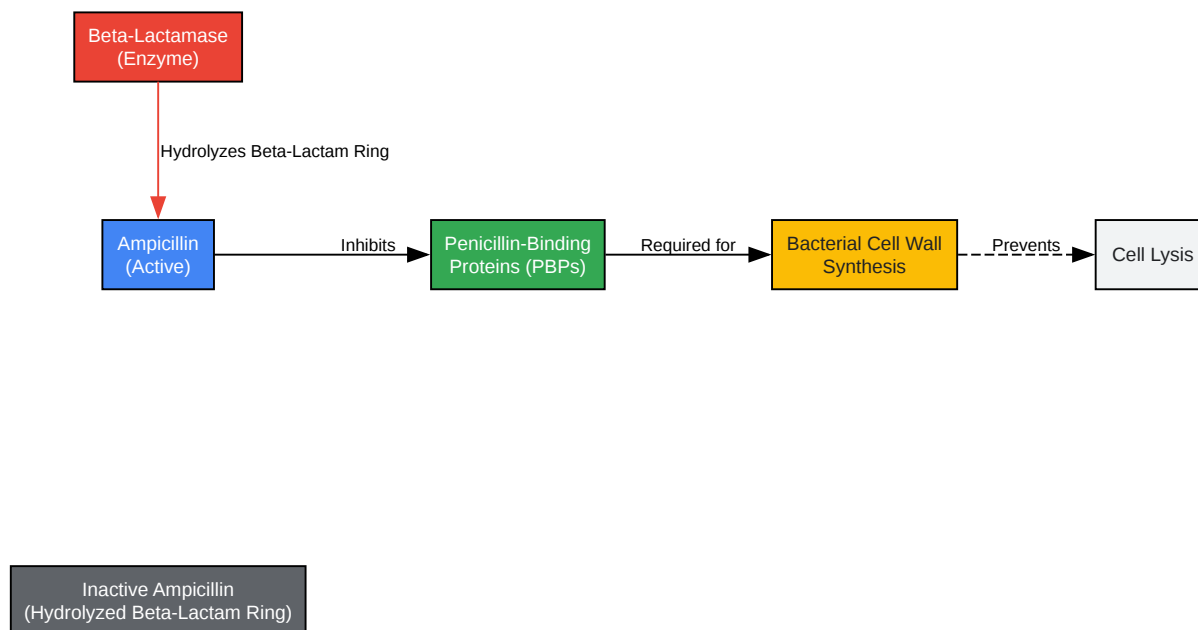 Beta-Lactamase
(Enzyme)
Hydrolyzes Beta-Lactam Ring
Ampicillin
(Active)
Inhibits
Penicillin-Binding
Proteins (PBPs)
Required for
Bacterial Cell Wall
Synthesis
Prevents
Cell Lysis
Inactive Ampicillin
(Hydrolyzed Beta-Lactam Ring)